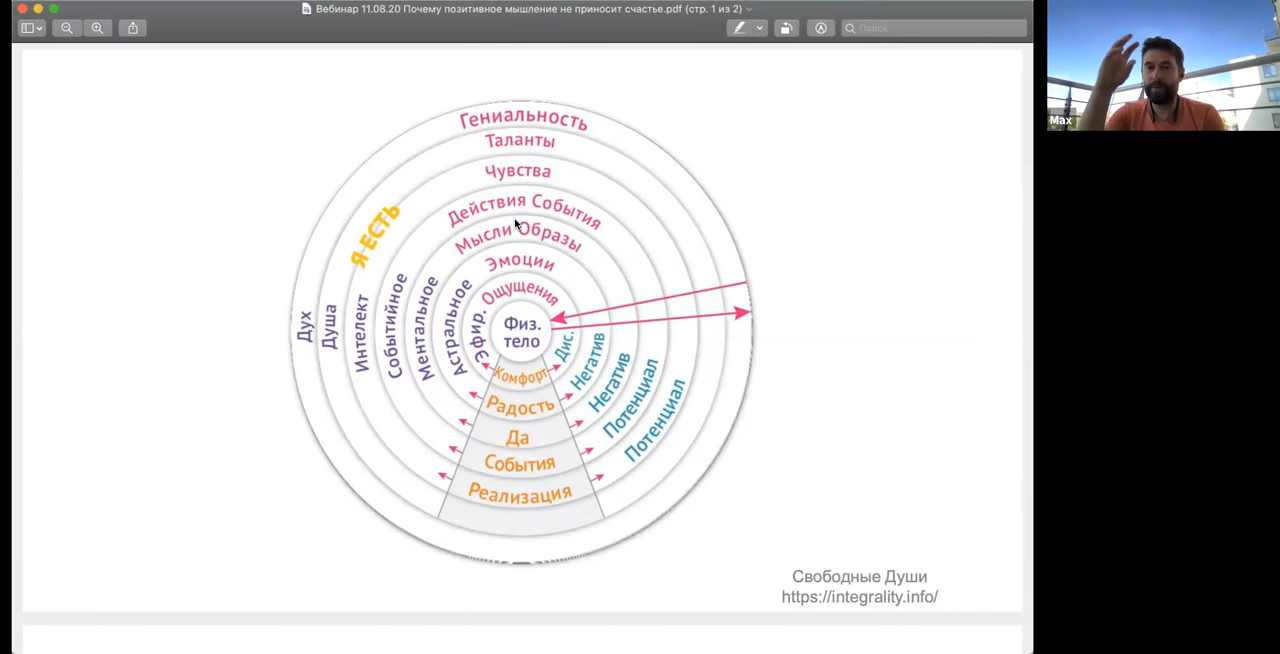 Вебинар 11.08.20 Почему позитивное мышление не приносит счастье.pdf (стр. 1 из 2)
Поиск
Max
Гениальность
Таланты
Чувства
Действия События
Мысли Образы
Эмоции
Ощущения
Физ.
тело
Я ЕСТЬ
Дух
Душа
Интелект
Событийное
Ментальное
Астральное
Эфир.
Дис.
Негатив
Негатив
Потенциал
Потенциал
Комфорт
Радость
Да
События
Реализация
Свободные Души
https://integrality.info/